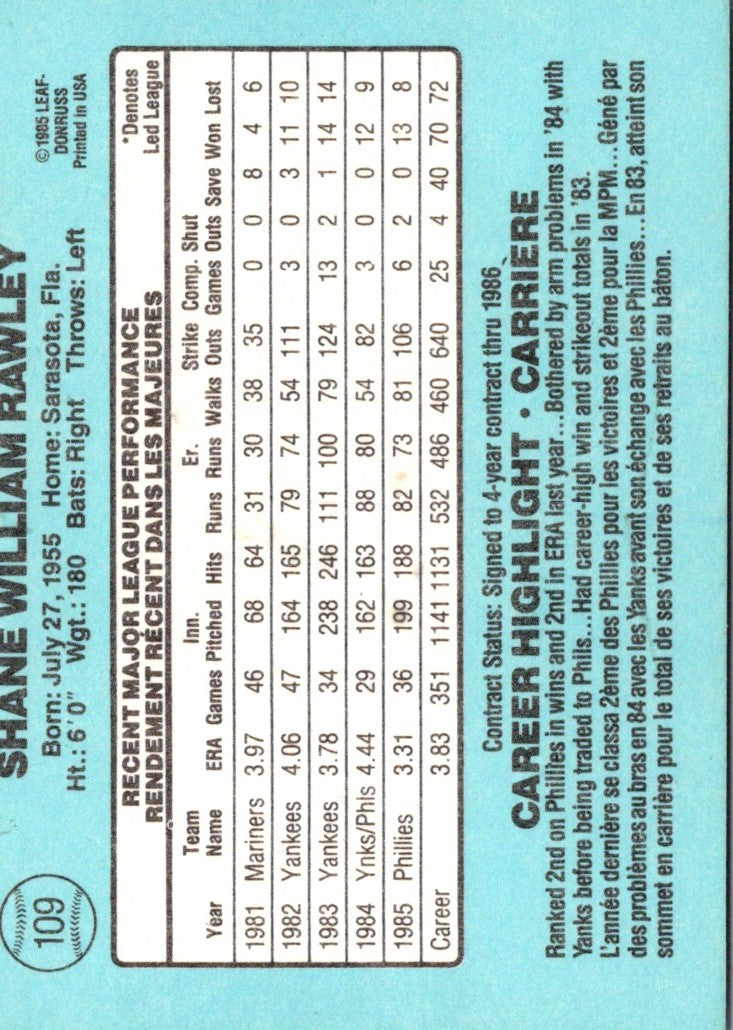 109
SHANE WILLIAM RAWLEY
Born: July 27, 1955 Home: Sarasota, Fla.
Ht.: 6'0" Wgt.: 180 Bats: Right Throws: Left
©1985 LEAF-
DONRUSS
Printed in USA
RECENT MAJOR LEAGUE PERFORMANCE
RENDEMENT RÉCENT DANS LES MAJEURES
*Denotes
Led League
Team Inn. Er. Strike Comp. Shut
Year Name ERA Games Pitched Hits Runs Runs Walks Outs Games Outs Save Won Lost
1981 Mariners 3.97 46 68 64 31 30 38 35 0 0 8 4 6
1982 Yankees 4.06 47 164 165 79 74 54 111 3 0 3 11 10
1983 Yankees 3.78 34 238 246 111 100 79 124 13 2 1 14 14
1984 Ynks/Phls 4.44 29 162 163 88 80 54 82 3 0 0 12 9
1985 Phillies 3.31 36 199 188 82 73 81 106 6 2 0 13 8
Career 3.83 351 1141 1131 532 486 460 640 25 4 40 70 72
Contract Status: Signed to 4-year contract thru 1986
CAREER HIGHLIGHT • CARRIÈRE
Ranked 2nd on Phillies in wins and 2nd in ERA last year...Bothered by arm problems in '84 with
Yanks before being traded to Phils...Had career-high win and strikeout totals in '83.
L'année dernière se classa 2ème des Phillies pour les victoires et 2ème pour la MPM...Géné par
des problèmes au bras en 84 avec les Yanks avant son échange avec les Phillies...En 83, atteint son
sommet en carrière pour le total de ses victoires et de ses retraits au bâton.